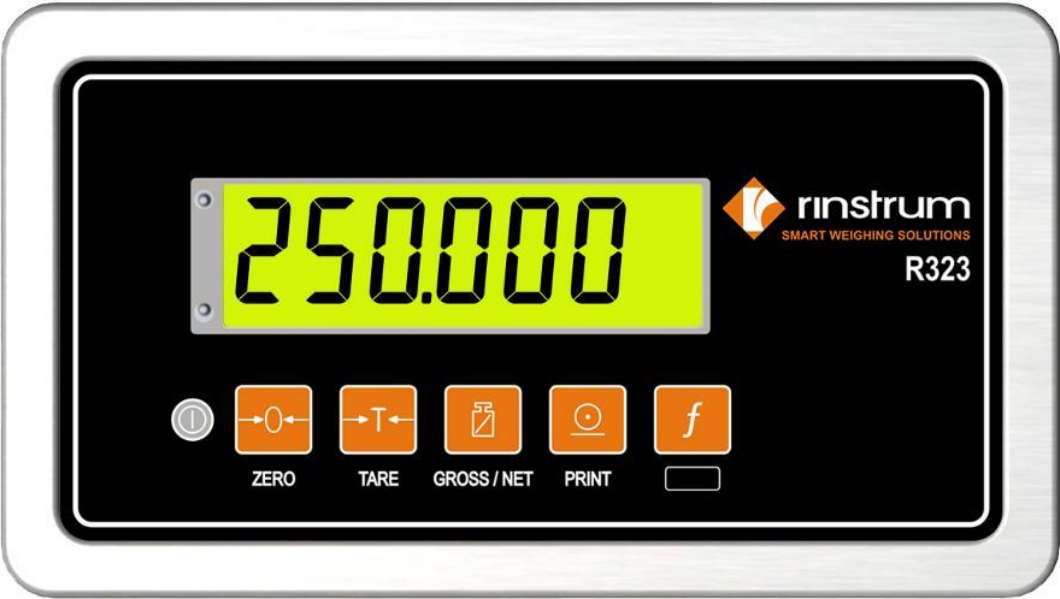 250.000
rinstrum
SMART WEIGHING SOLUTIONS
R323
→0← →T← f
ZERO TARE GROSS / NET PRINT